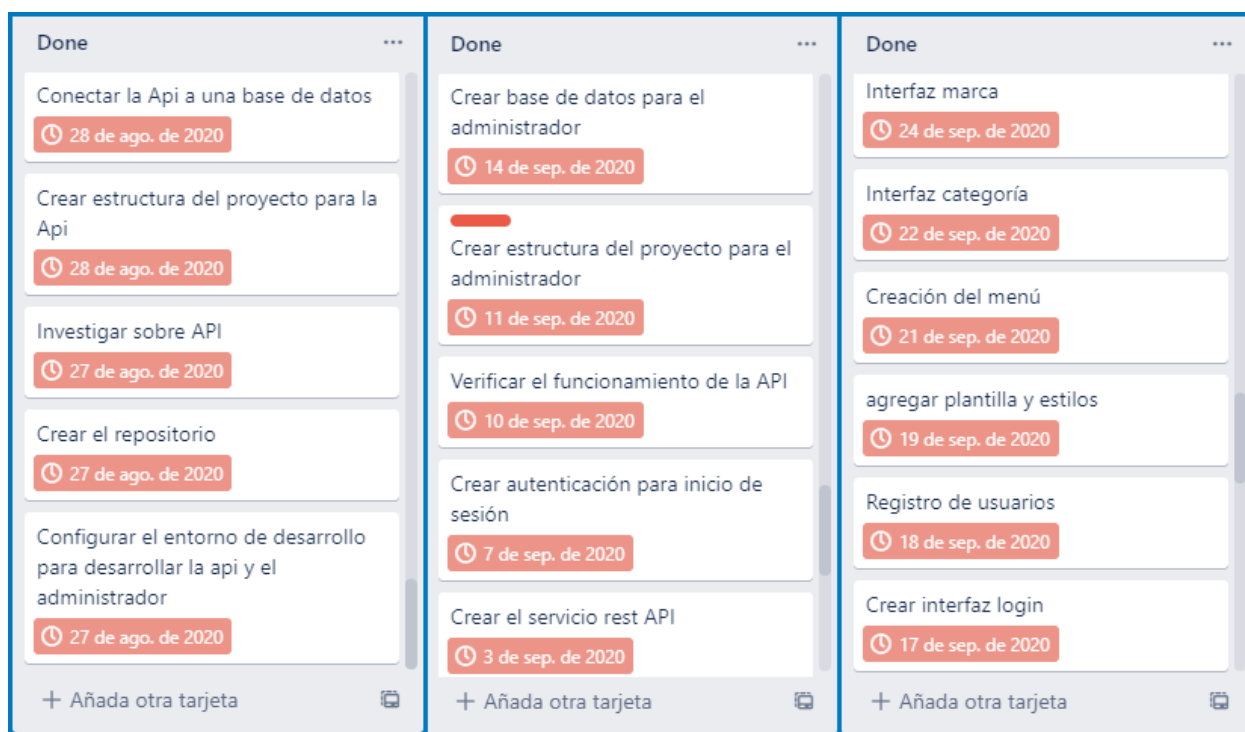 Done
Conectar la Api a una base de datos
28 de ago. de 2020
Crear estructura del proyecto para la
Api
28 de ago. de 2020
Investigar sobre API
27 de ago. de 2020
Crear el repositorio
27 de ago. de 2020
Configurar el entorno de desarrollo
para desarrollar la api y el
administrador
27 de ago. de 2020
+ Añada otra tarjeta
Done
Crear base de datos para el
administrador
14 de sep. de 2020
Crear estructura del proyecto para el
administrador
11 de sep. de 2020
Verificar el funcionamiento de la API
10 de sep. de 2020
Crear autenticación para inicio de
sesión
7 de sep. de 2020
Crear el servicio rest API
3 de sep. de 2020
+ Añada otra tarjeta
Done
Interfaz marca
24 de sep. de 2020
Interfaz categoría
22 de sep. de 2020
Creación del menú
21 de sep. de 2020
agregar plantilla y estilos
19 de sep. de 2020
Registro de usuarios
18 de sep. de 2020
Crear interfaz login
17 de sep. de 2020
+ Añada otra tarjeta